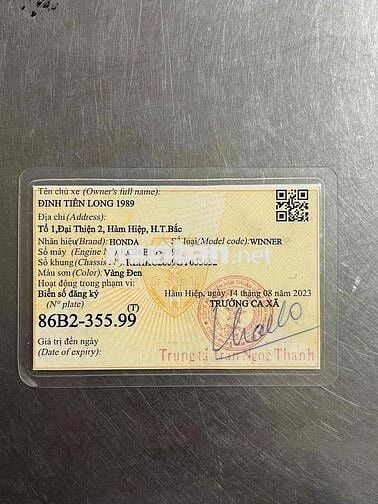 Tên chủ xe (Owner's full name):
ĐINH TIẾN LONG 1989
Địa chỉ (Address):
Tổ 1,Đại Thiện 2, Hàm Hiệp, H.T.Bắc
Nhãn hiệu(Brand): HONDA Số loại(Model code):WINNER
Số máy (Engine
Số khung (Chassis
Màu sơn (Color): Vàng Đen
Hoạt động trong phạm vi:
Biển số đăng ký Hàm Hiệp, ngày 14 tháng 08 năm 2023
(N° plate) (T) TRƯỞNG CA XÃ
86B2-355.99
Giá trị đến ngày
(Date of expiry): Trung tá Trần Ngọc Thanh